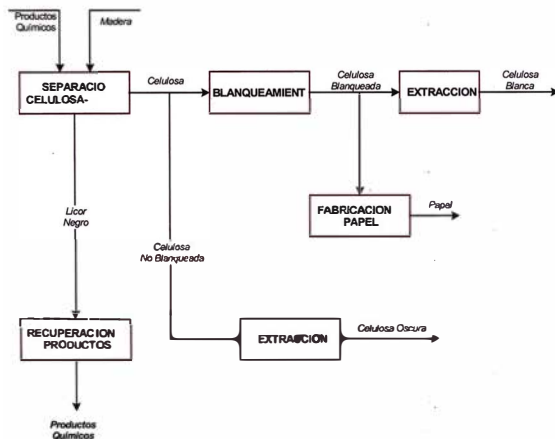 Productos
Químicos
Madera
SEPARACIO
CELULOSA-
Celulosa
BLANQUEAMIENT
Celulosa
Blanqueada
EXTRACCION
Celulosa
Blanca
FABRICACION
PAPEL
Papel
Licor
Negro
Celulosa
No Blanqueada
RECUPERACION
PRODUCTOS
EXTRACCION
Celulosa Oscura
Productos
Químicos